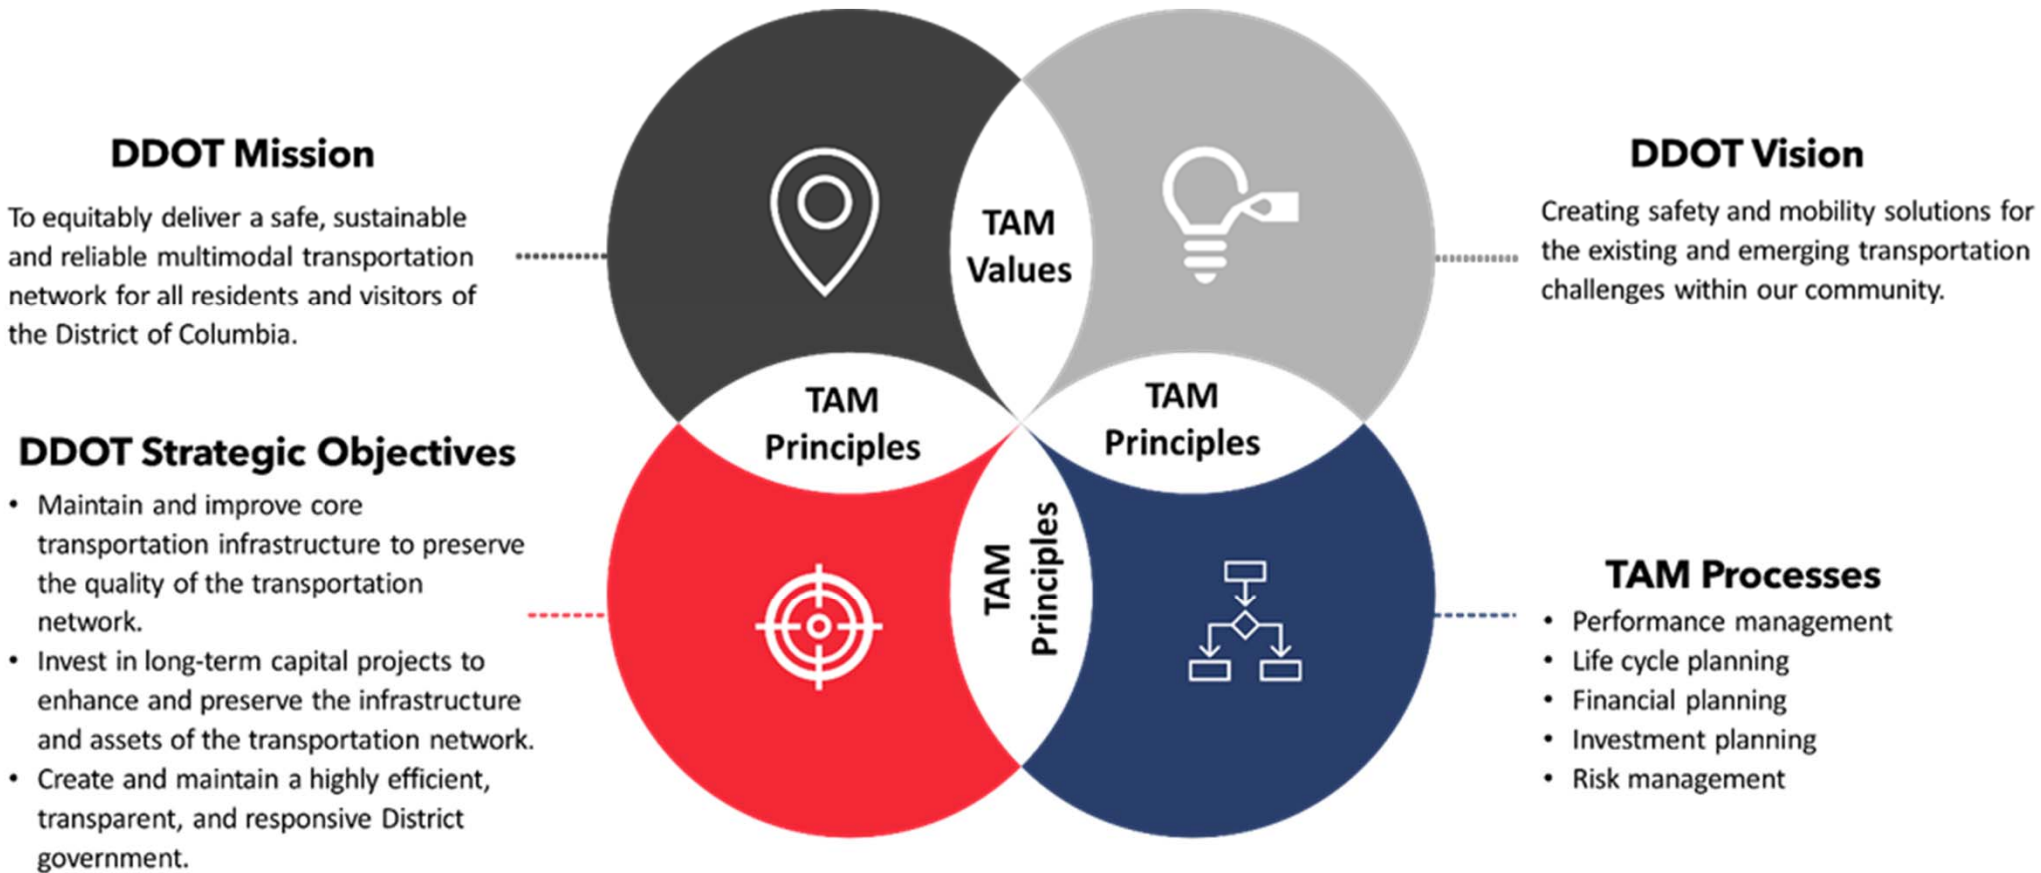 DDOT Mission
To equitably deliver a safe, sustainable
and reliable multimodal transportation
network for all residents and visitors of
the District of Columbia.
DDOT Strategic Objectives
• Maintain and improve core
transportation infrastructure to preserve
the quality of the transportation
network.
• Invest in long-term capital projects to
enhance and preserve the infrastructure
and assets of the transportation network.
• Create and maintain a highly efficient,
transparent, and responsive District
government.
TAM
Values
TAM
Principles
TAM
Principles
TAM
Principles
DDOT Vision
Creating safety and mobility solutions for
the existing and emerging transportation
challenges within our community.
TAM Processes
• Performance management
• Life cycle planning
• Financial planning
• Investment planning
• Risk management